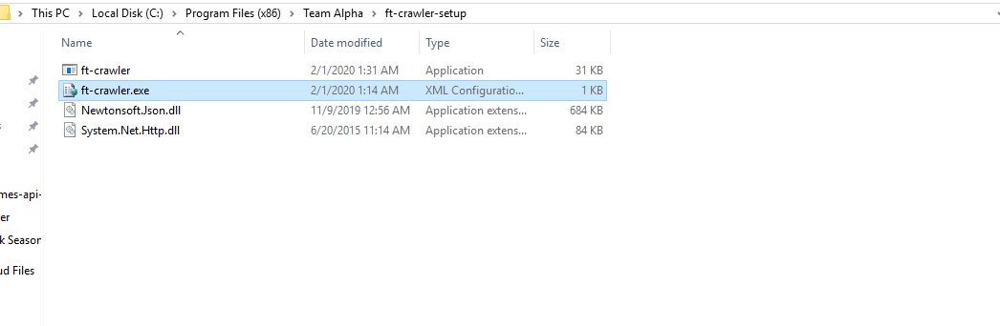 This PC > Local Disk (C:) > Program Files (x86) > Team Alpha > ft-crawler-setup
Name Date modified Type Size
ft-crawler 2/1/2020 1:31 AM Application 31 KB
ft-crawler.exe 2/1/2020 1:14 AM XML Configuratio... 1 KB
Newtonsoft.Json.dll 11/9/2019 12:56 AM Application extens... 684 KB
System.Net.Http.dll 6/20/2015 11:14 AM Application extens... 84 KB
mes-api-
er
k Season
ud Files